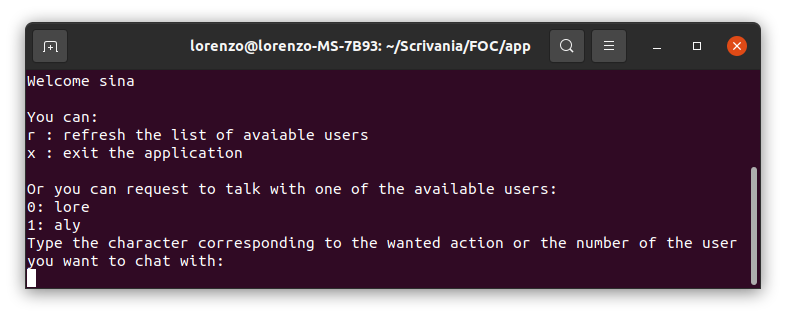 lorenzo@lorenzo-MS-7B93: ~/Scrivania/FOC/app
Welcome sina
You can:
r : refresh the list of avaiable users
x : exit the application
Or you can request to talk with one of the available users:
0: lore
1: aly
Type the character corresponding to the wanted action or the number of the user
you want to chat with: